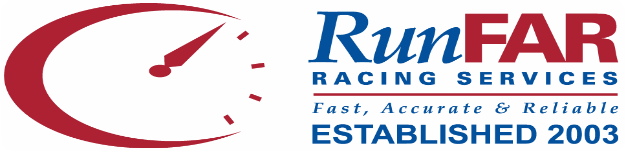 RunFAR
RACING SERVICES
Fast, Accurate & Reliable
ESTABLISHED 2003